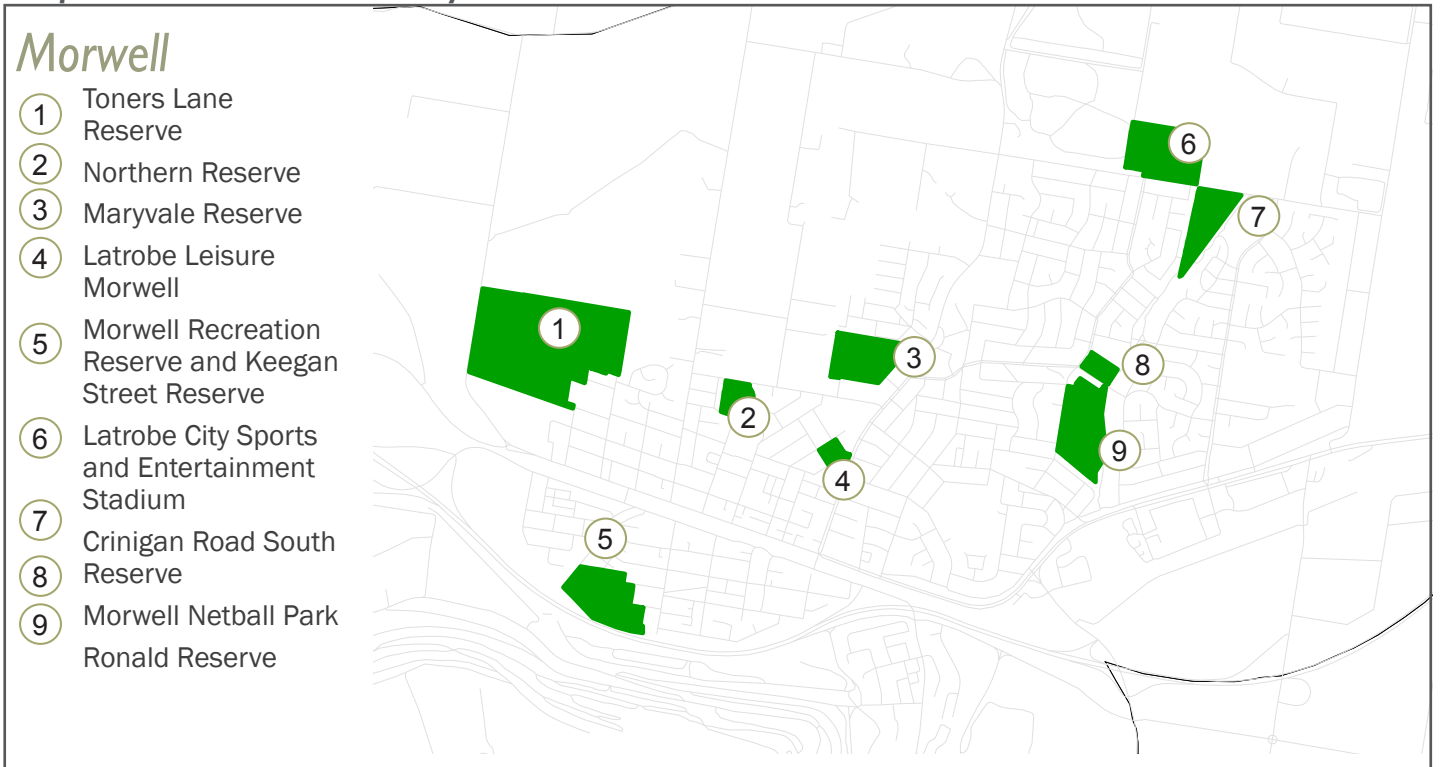 Morwell
1
Toners Lane
Reserve
2
Northern Reserve
3
Maryvale Reserve
4
Latrobe Leisure
Morwell
5
Morwell Recreation
Reserve and Keegan
Street Reserve
6
Latrobe City Sports
and Entertainment
Stadium
7
Crinigan Road South
Reserve
8
Morwell Netball Park
9
Ronald Reserve
6
7
1
3
8
2
9
4
5